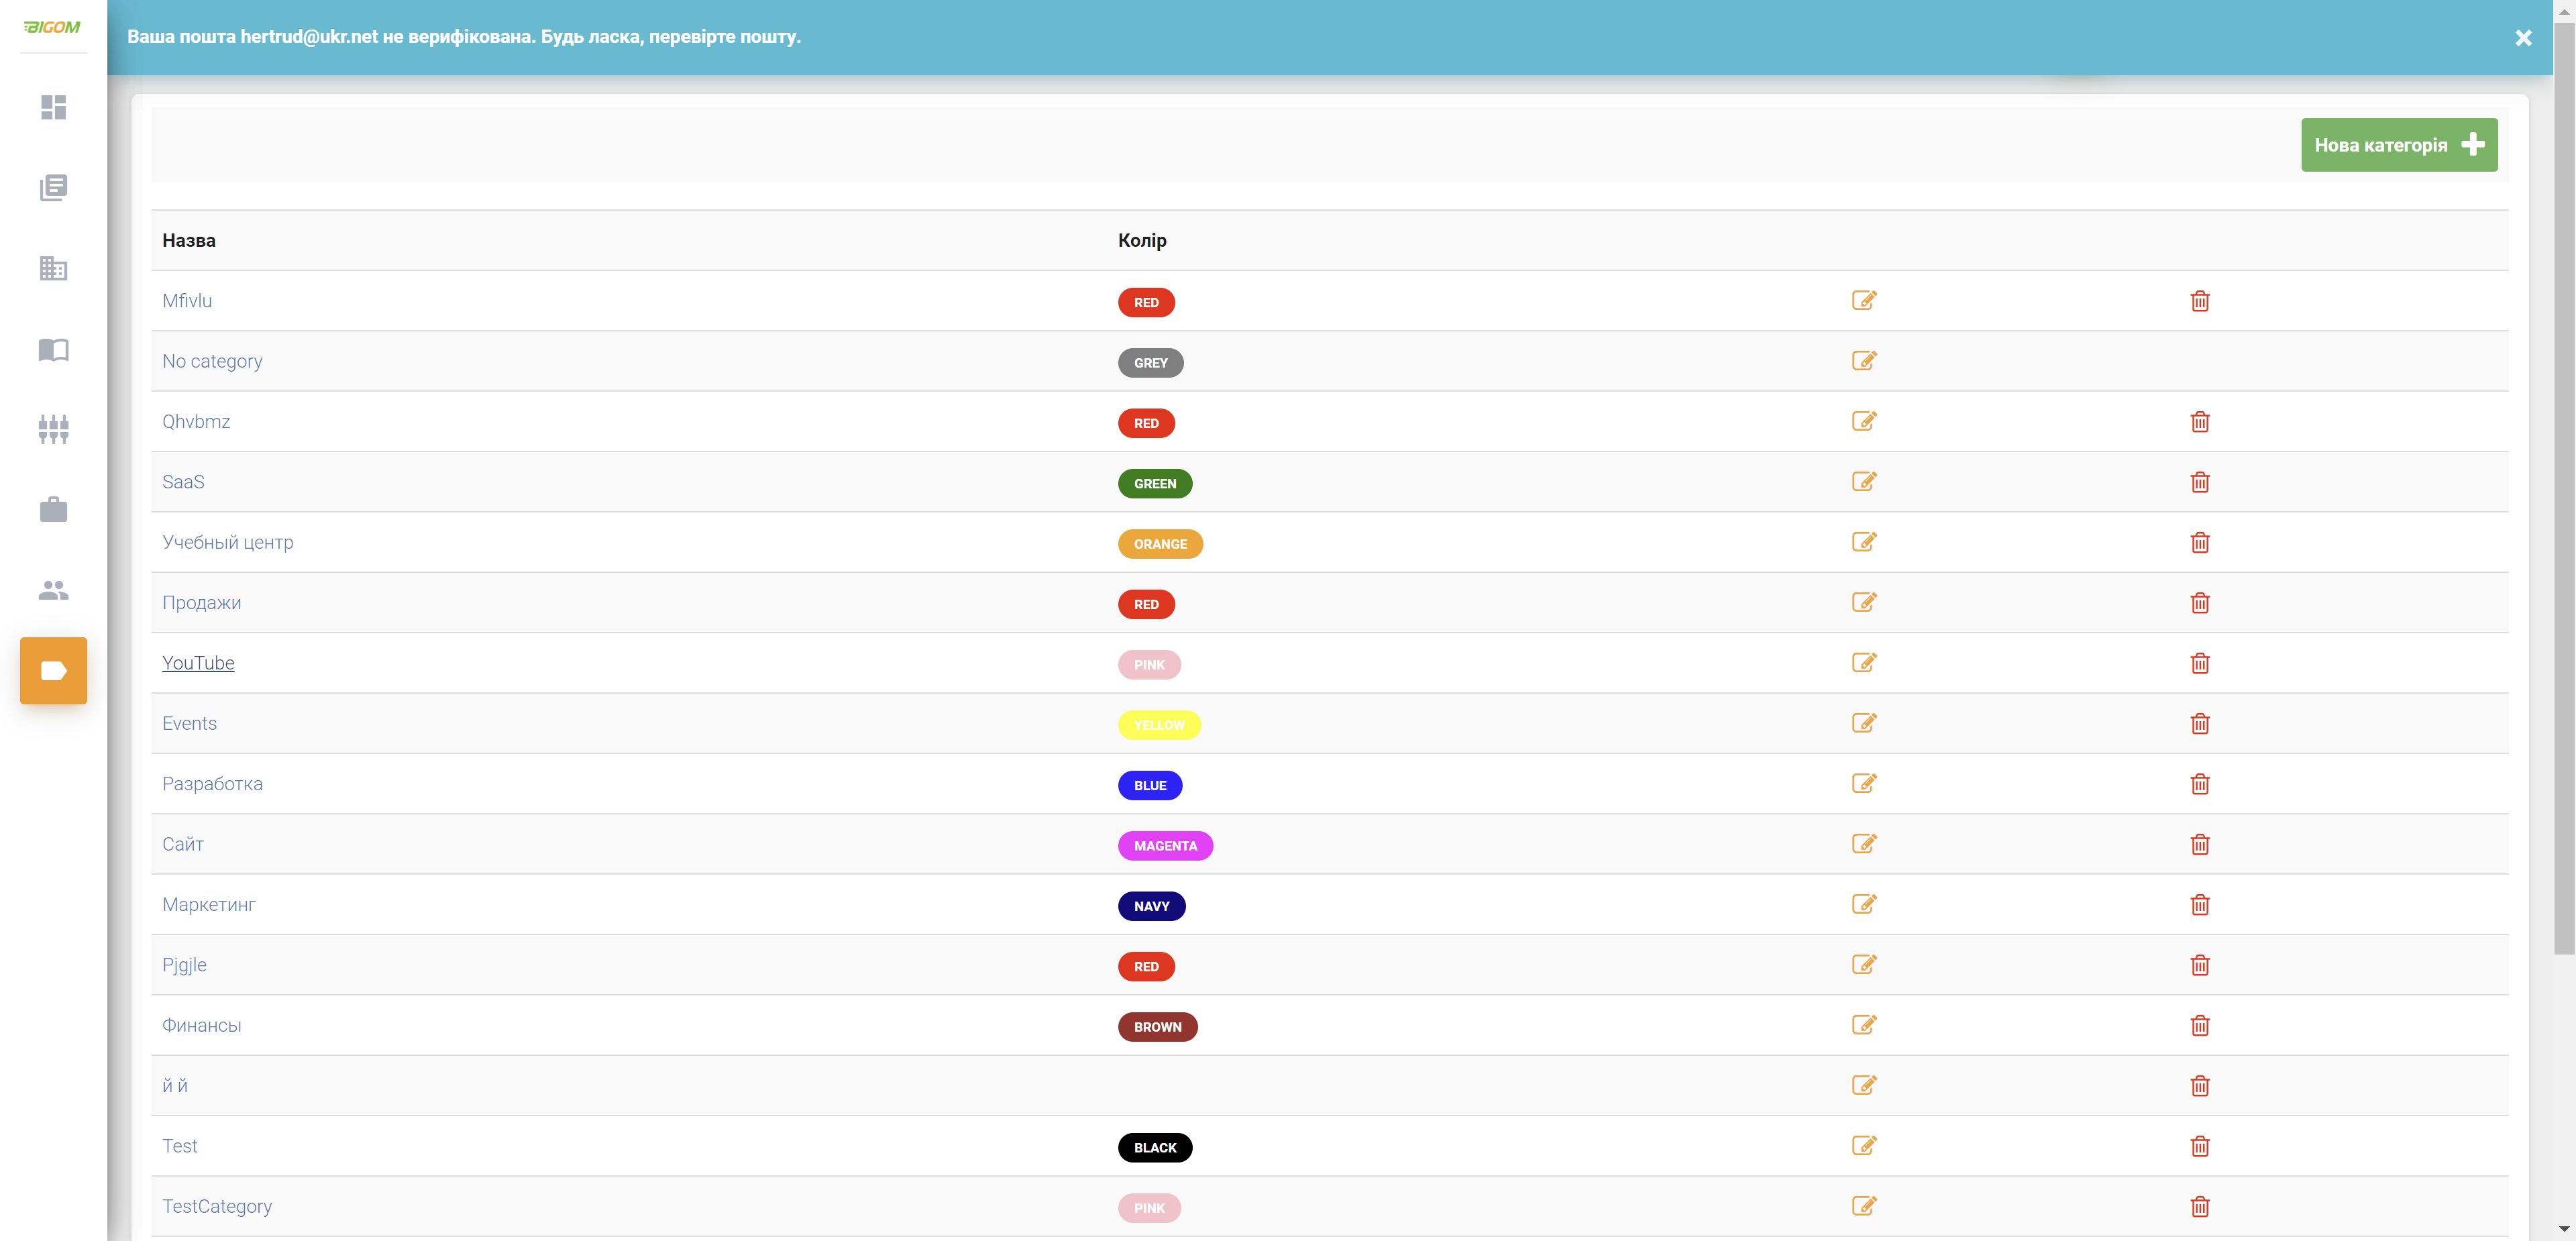 BIGOM
Ваша пошта hertrud@ukr.net не верифікована. Будь ласка, перевірте пошту.
Нова категорія
Назва Колір
Mfivlu RED
No category GREY
Qhvbmz RED
SaaS GREEN
Учебный центр ORANGE
Продажи RED
YouTube PINK
Events YELLOW
Разработка BLUE
Сайт MAGENTA
Маркетинг NAVY
Pjgjle RED
Финансы BROWN
й й
Test BLACK
TestCategory PINK